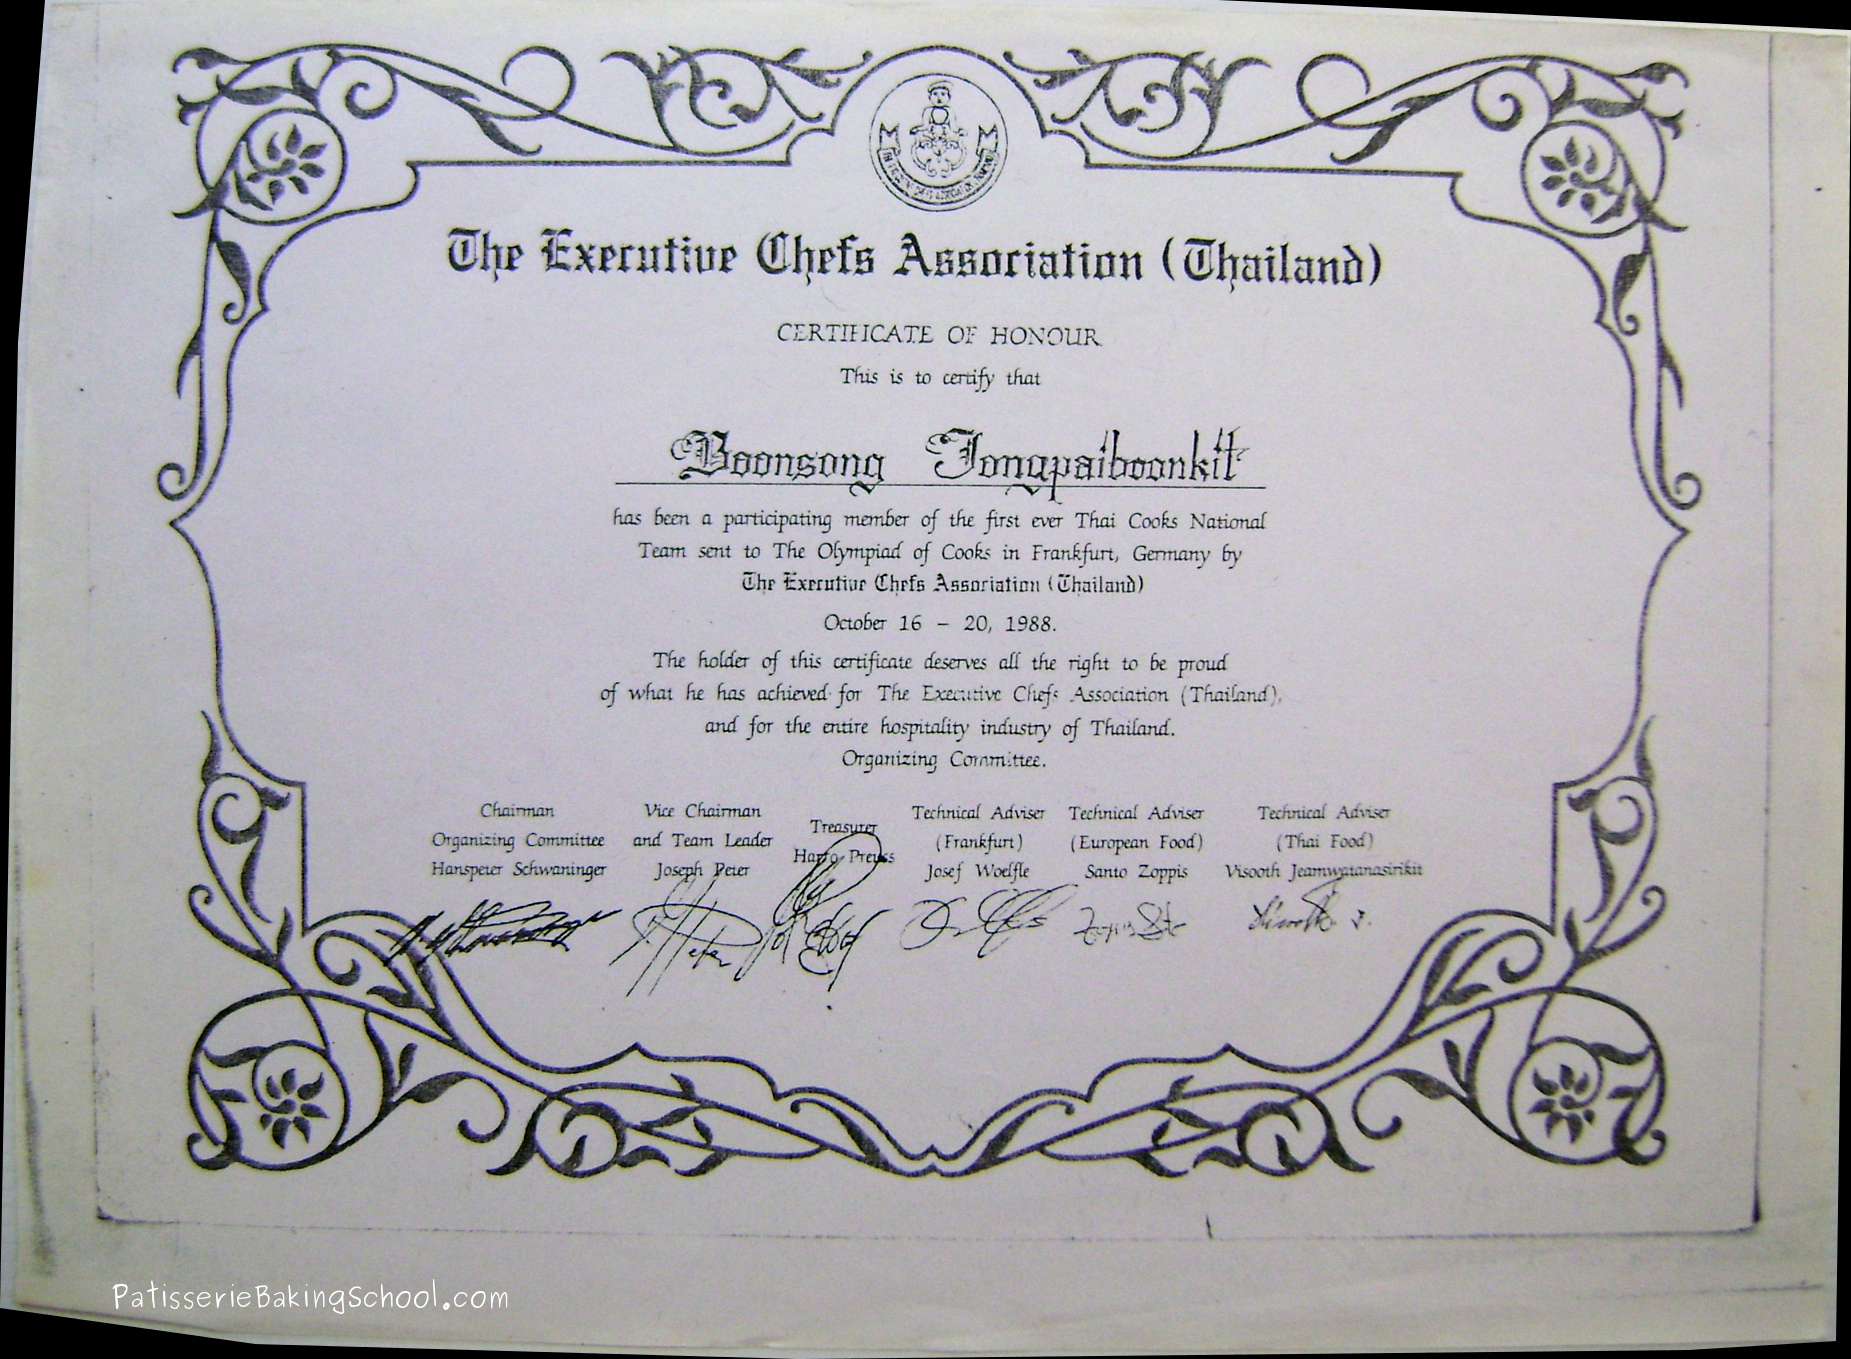 The Executive Chefs Association (Thailand)
CERTIFICATE OF HONOUR
This is to certify that
Boonsong Jongpaiboonkit
has been a participating member of the first ever Thai Cooks National
Team sent to The Olympiad of Cooks in Frankfurt, Germany by
The Executive Chefs Association (Thailand)
October 16 - 20, 1988.
The holder of this certificate deserves all the right to be proud
of what he has achieved for The Executive Chefs Association (Thailand),
and for the entire hospitality industry of Thailand.
Organizing Committee.
Chairman
Organizing Committee
Hanspeter Schwaninger
Vice Chairman
and Team Leader
Joseph Peter
Treasurer
Harro Preuss
Technical Adviser
(Frankfurt)
Josef Woelfle
Technical Adviser
(European Food)
Santo Zoppis
Technical Adviser
(Thai Food)
Visooth Jeamwatanasirikit
PatisserieBakingSchool.com